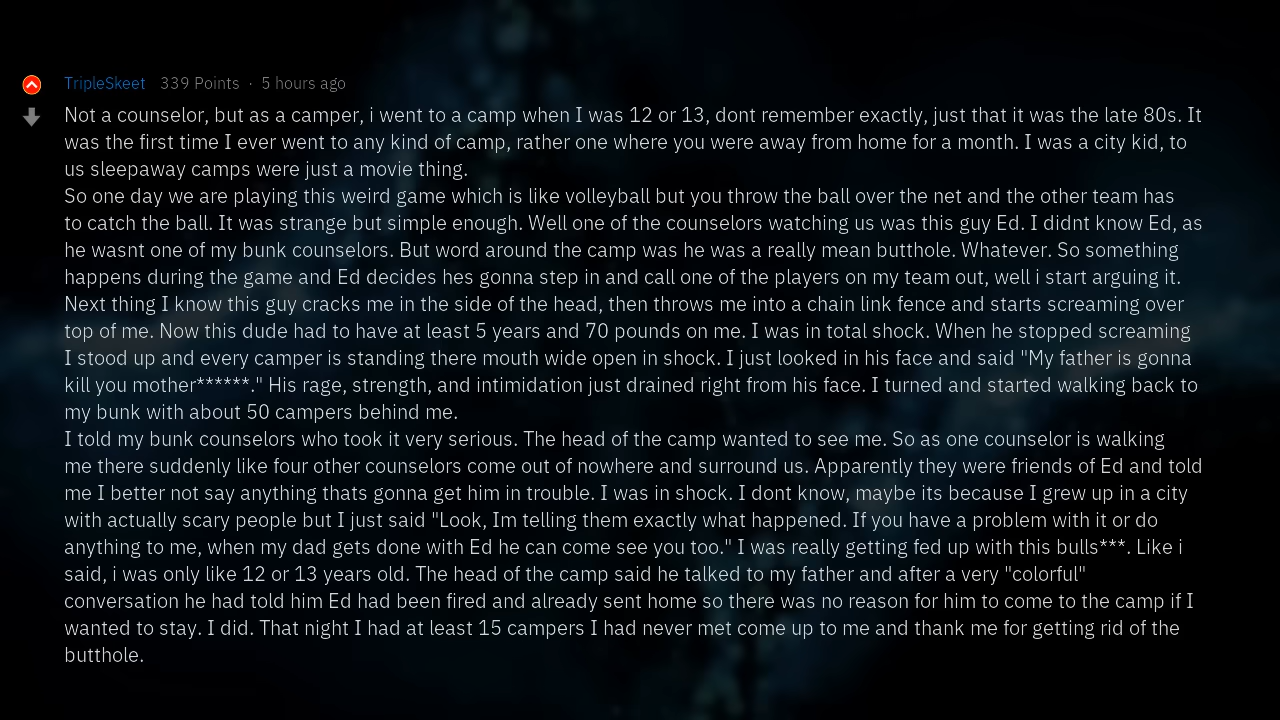 TripleSkeet 339 Points · 5 hours ago
Not a counselor, but as a camper, i went to a camp when I was 12 or 13, dont remember exactly, just that it was the late 80s. It
was the first time I ever went to any kind of camp, rather one where you were away from home for a month. I was a city kid, to
us sleepaway camps were just a movie thing.
So one day we are playing this weird game which is like volleyball but you throw the ball over the net and the other team has
to catch the ball. It was strange but simple enough. Well one of the counselors watching us was this guy Ed. I didnt know Ed, as
he wasnt one of my bunk counselors. But word around the camp was he was a really mean butthole. Whatever. So something
happens during the game and Ed decides hes gonna step in and call one of the players on my team out, well i start arguing it.
Next thing I know this guy cracks me in the side of the head, then throws me into a chain link fence and starts screaming over
top of me. Now this dude had to have at least 5 years and 70 pounds on me. I was in total shock. When he stopped screaming
I stood up and every camper is standing there mouth wide open in shock. I just looked in his face and said "My father is gonna
kill you mother******." His rage, strength, and intimidation just drained right from his face. I turned and started walking back to
my bunk with about 50 campers behind me.
I told my bunk counselors who took it very serious. The head of the camp wanted to see me. So as one counselor is walking
me there suddenly like four other counselors come out of nowhere and surround us. Apparently they were friends of Ed and told
me I better not say anything thats gonna get him in trouble. I was in shock. I dont know, maybe its because I grew up in a city
with actually scary people but I just said "Look, Im telling them exactly what happened. If you have a problem with it or do
anything to me, when my dad gets done with Ed he can come see you too." I was really getting fed up with this bulls***. Like i
said, i was only like 12 or 13 years old. The head of the camp said he talked to my father and after a very "colorful"
conversation he had told him Ed had been fired and already sent home so there was no reason for him to come to the camp if I
wanted to stay. I did. That night I had at least 15 campers I had never met come up to me and thank me for getting rid of the
butthole.